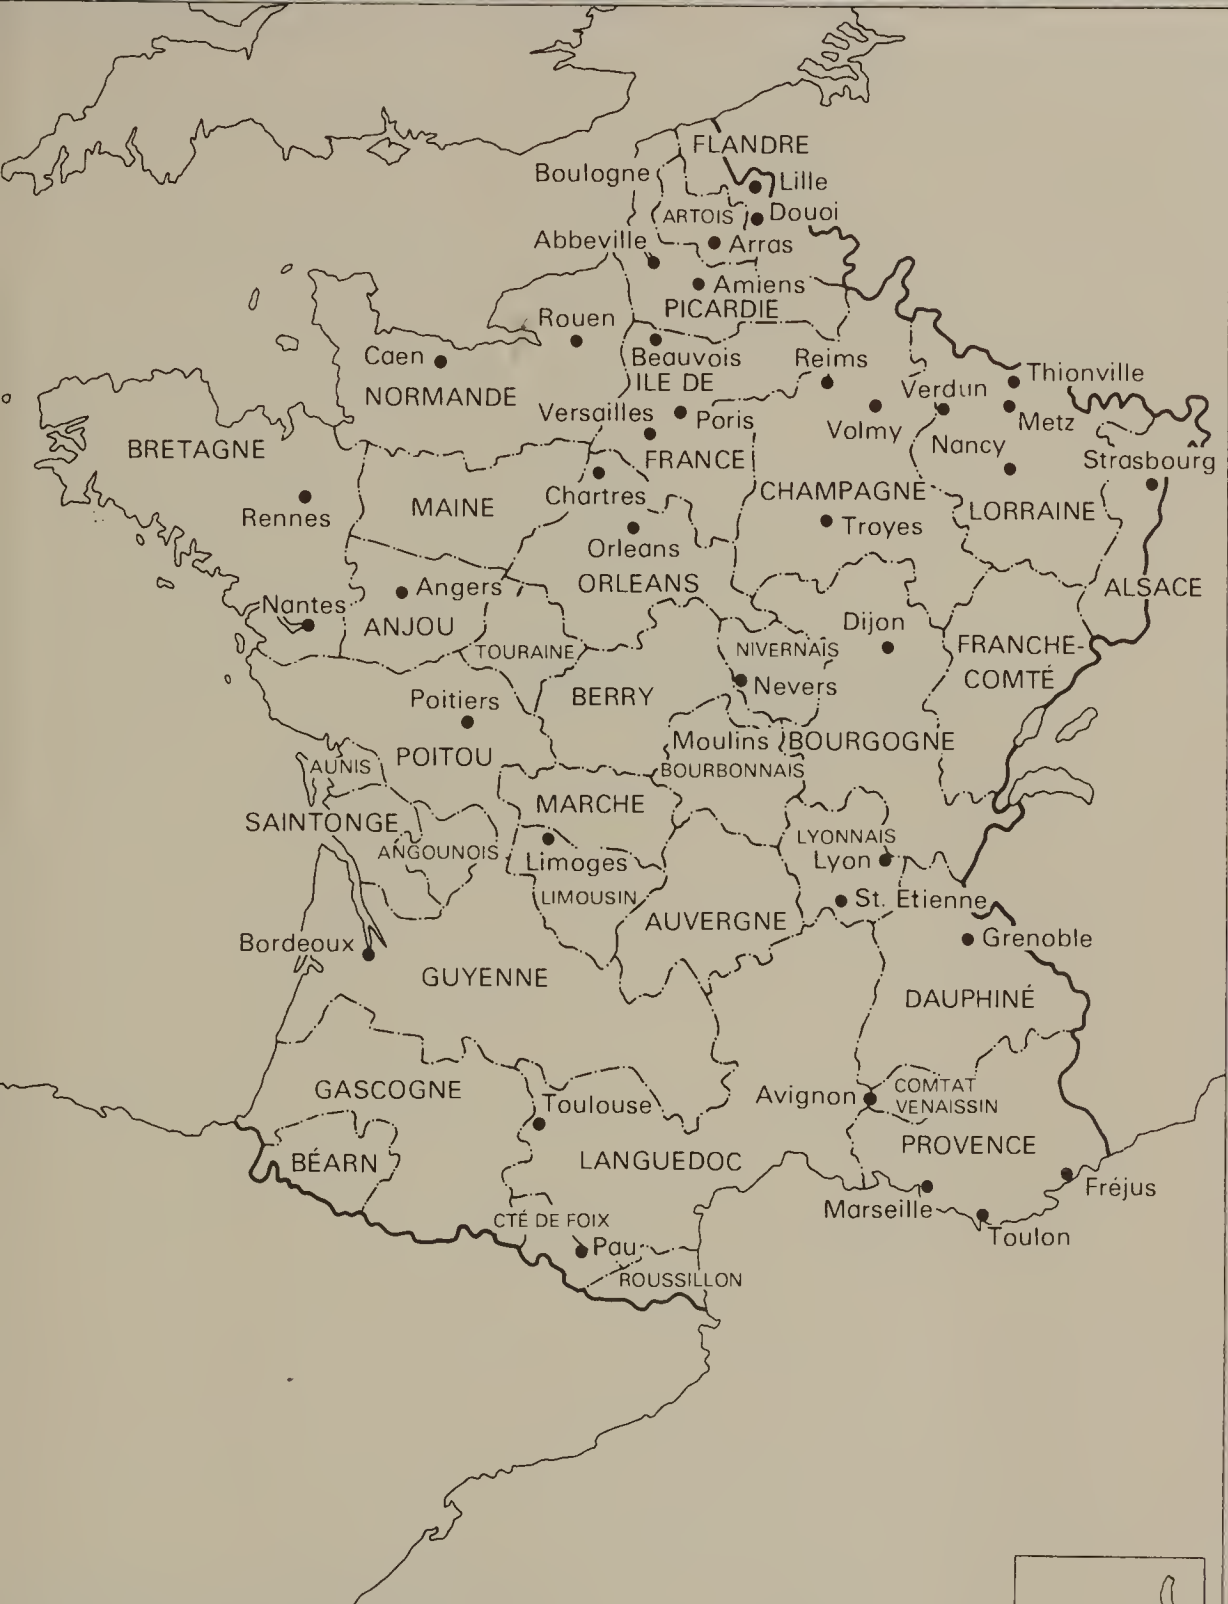 FLANDRE
Boulogne
Lille
ARTOIS
Douoi
Abbeville
Arras
Amiens
PICARDIE
Rouen
Caen
Beauvois
Reims
NORMANDE
ILE DE
Verdun
Thionville
Versailles
Poris
Volmy
Metz
BRETAGNE
FRANCE
Nancy
Strasbourg
Chartres
CHAMPAGNE
Rennes
MAINE
LORRAINE
Troyes
Orleans
ORLEANS
Angers
ALSACE
Nantes
ANJOU
Dijon
TOURAINE
NIVERNAIS
FRANCHE-
COMTÉ
Poitiers
BERRY
Nevers
POITOU
Moulins
BOURGOGNE
AUNIS
BOURBONNAIS
MARCHE
SAINTONGE
LYONNAIS
ANGOUNOIS
Limoges
Lyon
LIMOUSIN
St. Etienne
AUVERGNE
Bordeoux
Grenoble
GUYENNE
DAUPHINÉ
GASCOGNE
Toulouse
Avignon
COMTAT
VENAISSIN
BÉARN
LANGUEDOC
PROVENCE
Fréjus
Marseille
CTÉ DE FOIX
Toulon
Pau
ROUSSILLON